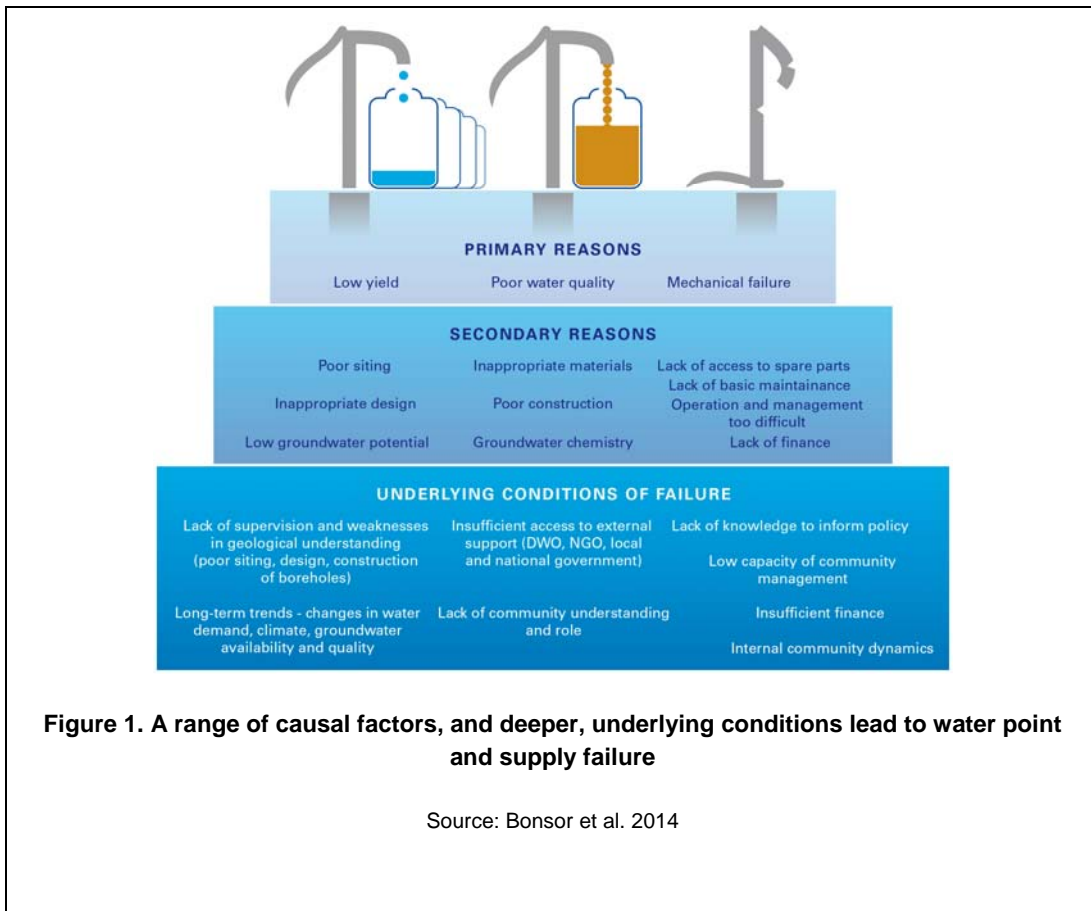 PRIMARY REASONS
Low yield Poor water quality Mechanical failure
SECONDARY REASONS
Poor siting Inappropriate materials Lack of access to spare parts
Lack of basic maintainance
Inappropriate design Poor construction Operation and management
too difficult
Low groundwater potential Groundwater chemistry Lack of finance
UNDERLYING CONDITIONS OF FAILURE
Lack of supervision and weaknesses
in geological understanding
(poor siting, design, construction
of boreholes)
Insufficient access to external
support (DWO, NGO, local
and national government)
Lack of knowledge to inform policy
Low capacity of community
management
Long-term trends - changes in water
demand, climate, groundwater
availability and quality
Lack of community understanding
and role
Insufficient finance
Internal community dynamics
Figure 1. A range of causal factors, and deeper, underlying conditions lead to water point
and supply failure
Source: Bonsor et al. 2014